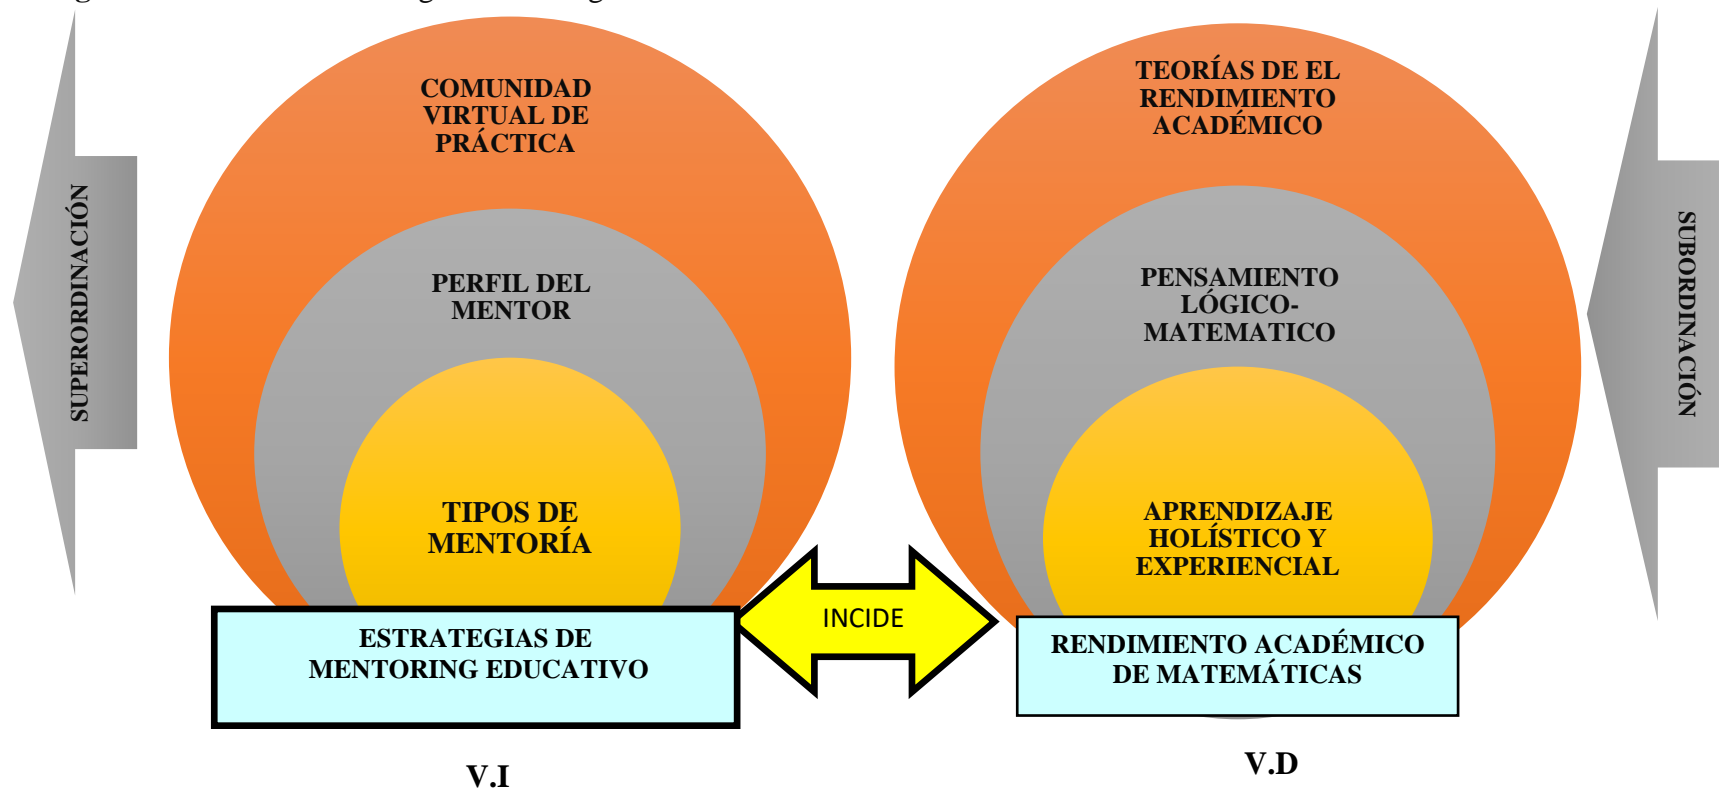 SUPERORDINACIÓN
COMUNIDAD
VIRTUAL DE
PRÁCTICA
PERFIL DEL
MENTOR
TIPOS DE
MENTORÍA
ESTRATEGIAS DE
MENTORING EDUCATIVO
V.I
INCIDE
TEORÍAS DE EL
RENDIMIENTO
ACADÉMICO
PENSAMIENTO
LÓGICO-
MATEMATICO
APRENDIZAJE
HOLÍSTICO Y
EXPERIENCIAL
RENDIMIENTO ACADÉMICO
DE MATEMÁTICAS
V.D
SUBORDINACIÓN